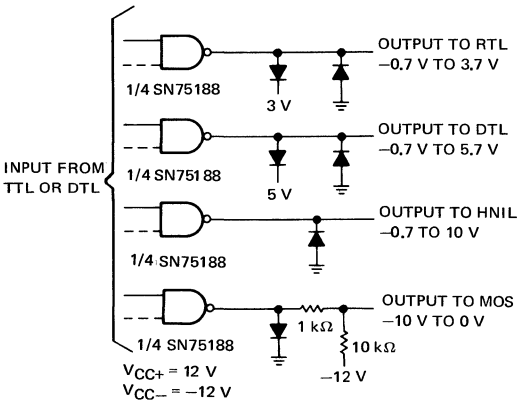 OUTPUT TO RTL
–0.7 V TO 3.7 V
1/4 SN75188
3 V
OUTPUT TO DTL
–0.7 V TO 5.7 V
1/4 SN75188
5 V
INPUT FROM
TTL OR DTL
OUTPUT TO HNIL
–0.7 TO 10 V
1/4 SN75188
OUTPUT TO MOS
–10 V TO 0 V
1 kΩ
1/4 SN75188
10 kΩ
–12 V
VCC+ = 12 V
VCC– = –12 V